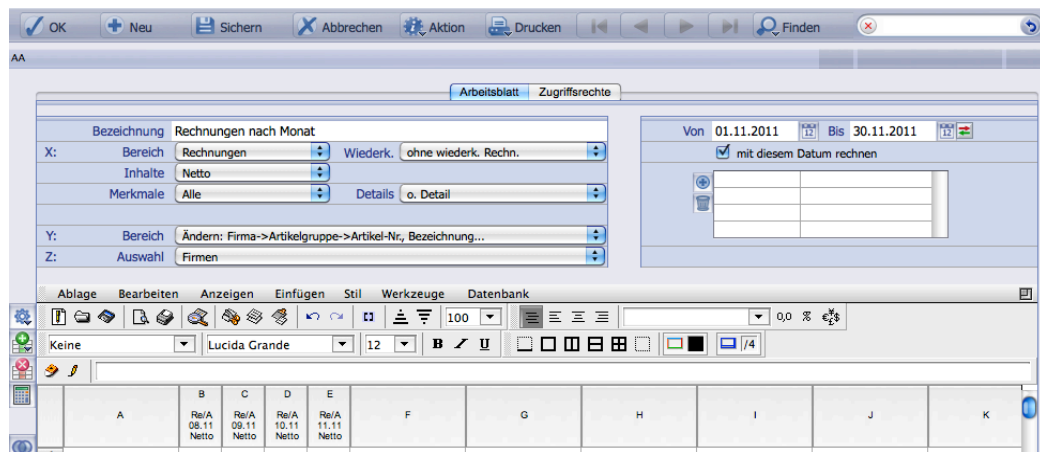 OK Neu Sichern Abbrechen Aktion Drucken Finden
AA
Arbeitsblatt Zugriffsrechte
Bezeichnung Rechnungen nach Monat
Von 01.11.2011 12 Bis 30.11.2011 12
X: Bereich Rechnungen Wiederk. ohne wiederk. Rechn.
mit diesem Datum rechnen
Inhalte Netto
Merkmale Alle Details o. Detail
Y: Bereich Ändern: Firma->Artikelgruppe->Artikel-Nr., Bezeichnung...
Z: Auswahl Firmen
Ablage Bearbeiten Anzeigen Einfügen Stil Werkzeuge Datenbank
100 0,0 %
Keine Lucida Grande 12 B I U /4
A B C D E F G H I J K
Re/A Re/A Re/A Re/A
08.11 09.11 10.11 11.11
Netto Netto Netto Netto